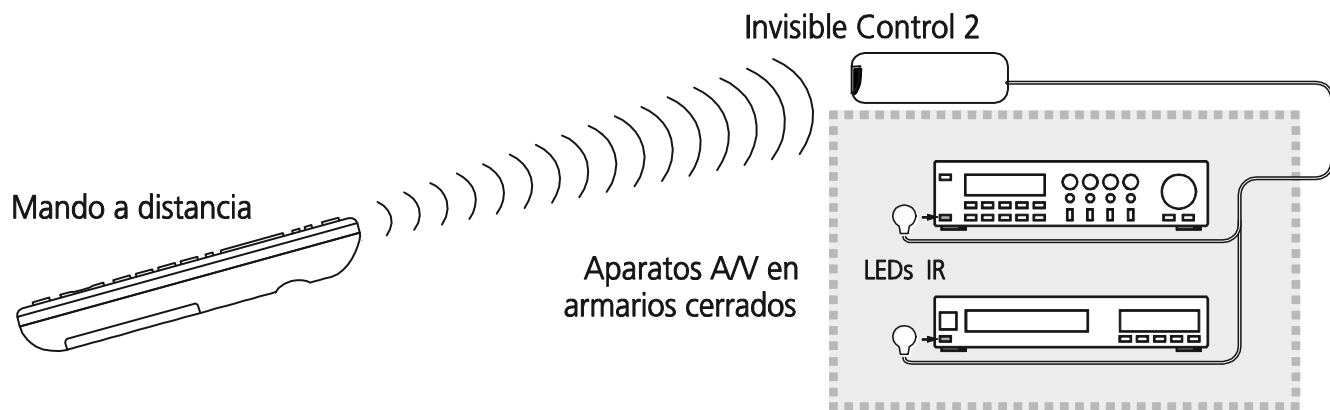 Invisible Control 2
Mando a distancia
Aparatos A/V en
armarios cerrados
LEDs IR